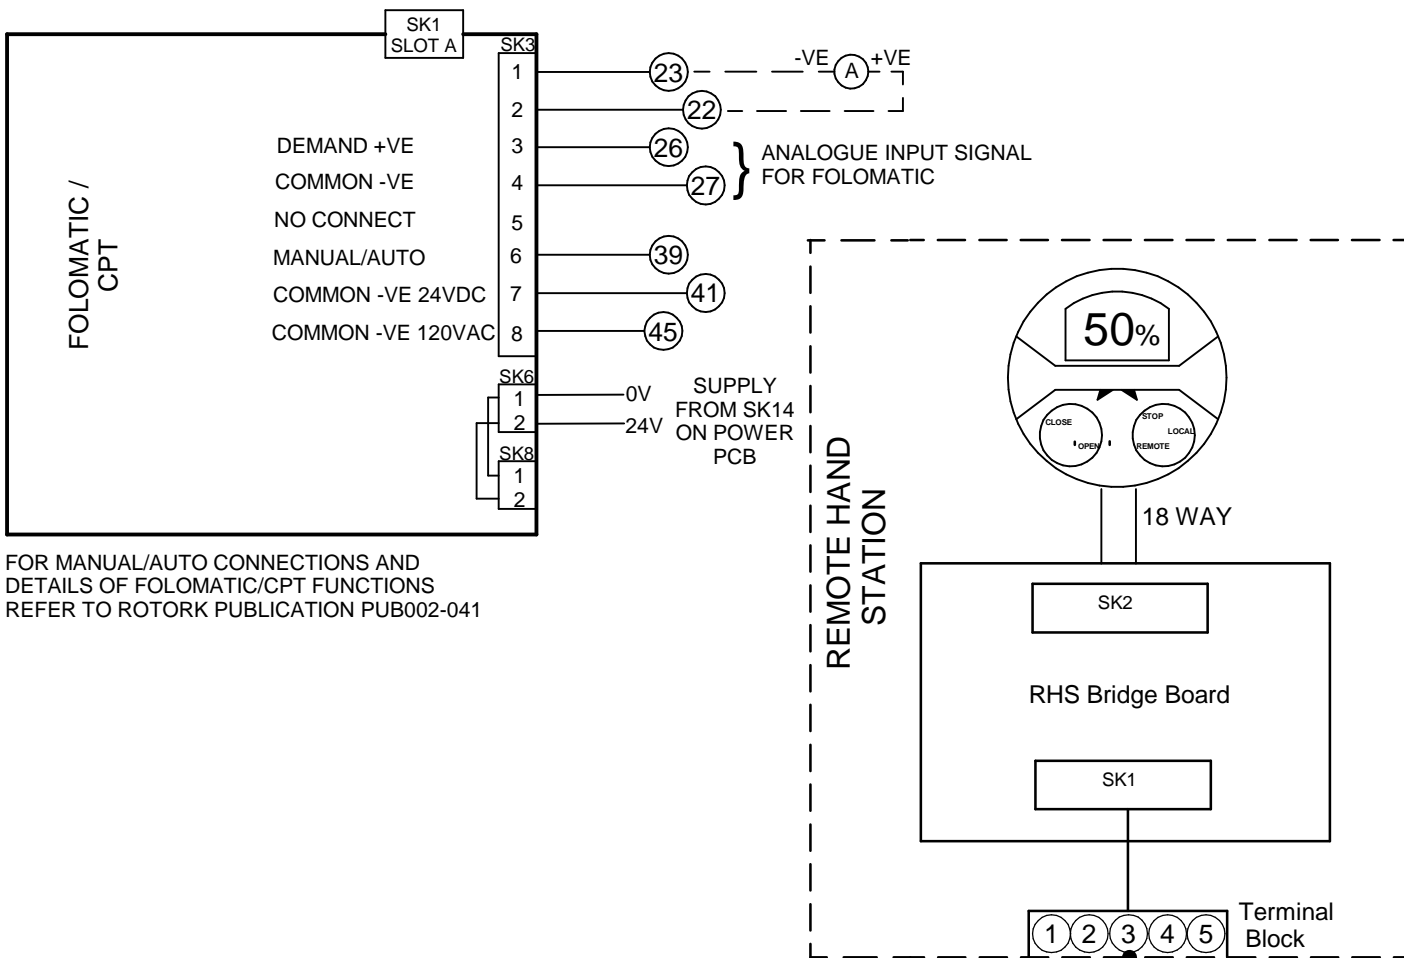 SK1
SLOT A
SK3
1
23
-VE
A
+VE
2
22
DEMAND +VE
3
26
ANALOGUE INPUT SIGNAL
FOR FOLOMATIC
COMMON -VE
4
27
NO CONNECT
5
MANUAL/AUTO
6
39
COMMON -VE 24VDC
7
41
COMMON -VE 120VAC
8
45
FOLOMATIC /
CPT
SK6
1
0V
2
24V
SUPPLY
FROM SK14
ON POWER
PCB
SK8
1
2
FOR MANUAL/AUTO CONNECTIONS AND
DETAILS OF FOLOMATIC/CPT FUNCTIONS
REFER TO ROTORK PUBLICATION PUB002-041
REMOTE HAND
STATION
50%
CLOSE
OPEN
STOP
LOCAL
REMOTE
18 WAY
SK2
RHS Bridge Board
SK1
1 2 3 4 5
Terminal
Block